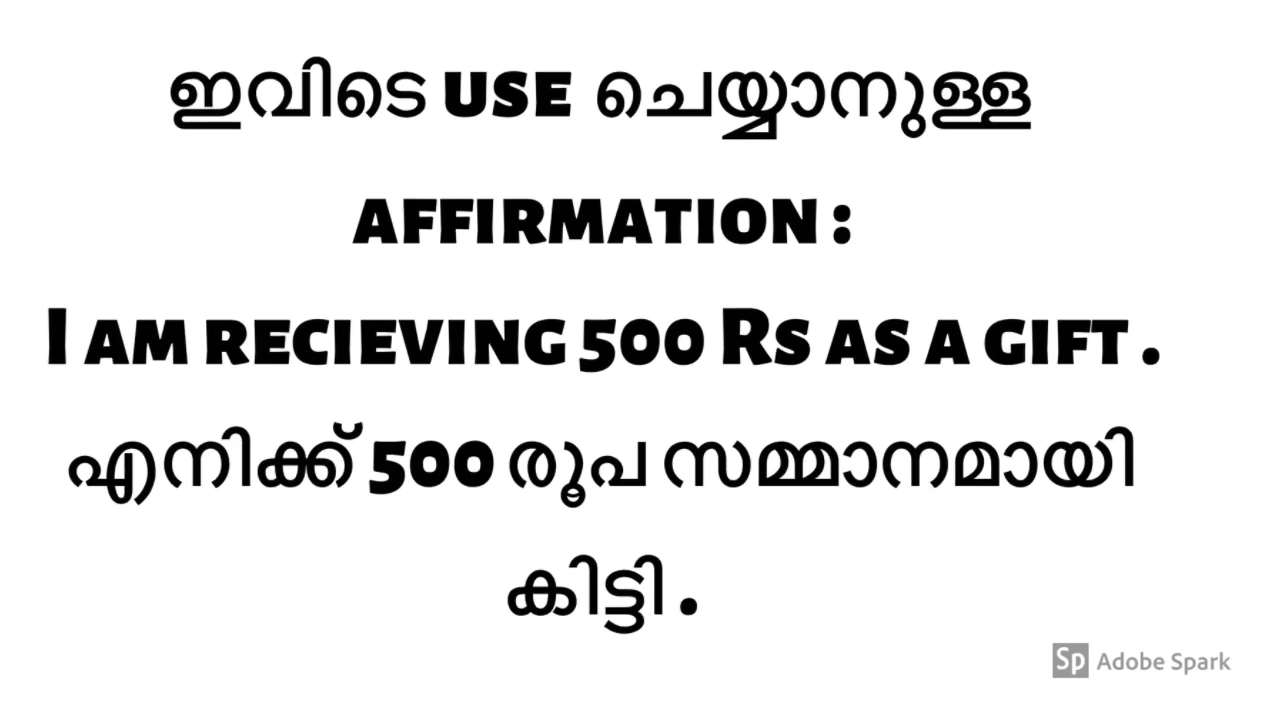 ഇവിടെ USE ചെയ്യാനുള്ള
AFFIRMATION :
I AM RECIEVING 500 RS AS A GIFT .
എനിക്ക് 500 രൂപ സമ്മാനമായി
കിട്ടി .
Sp Adobe Spark